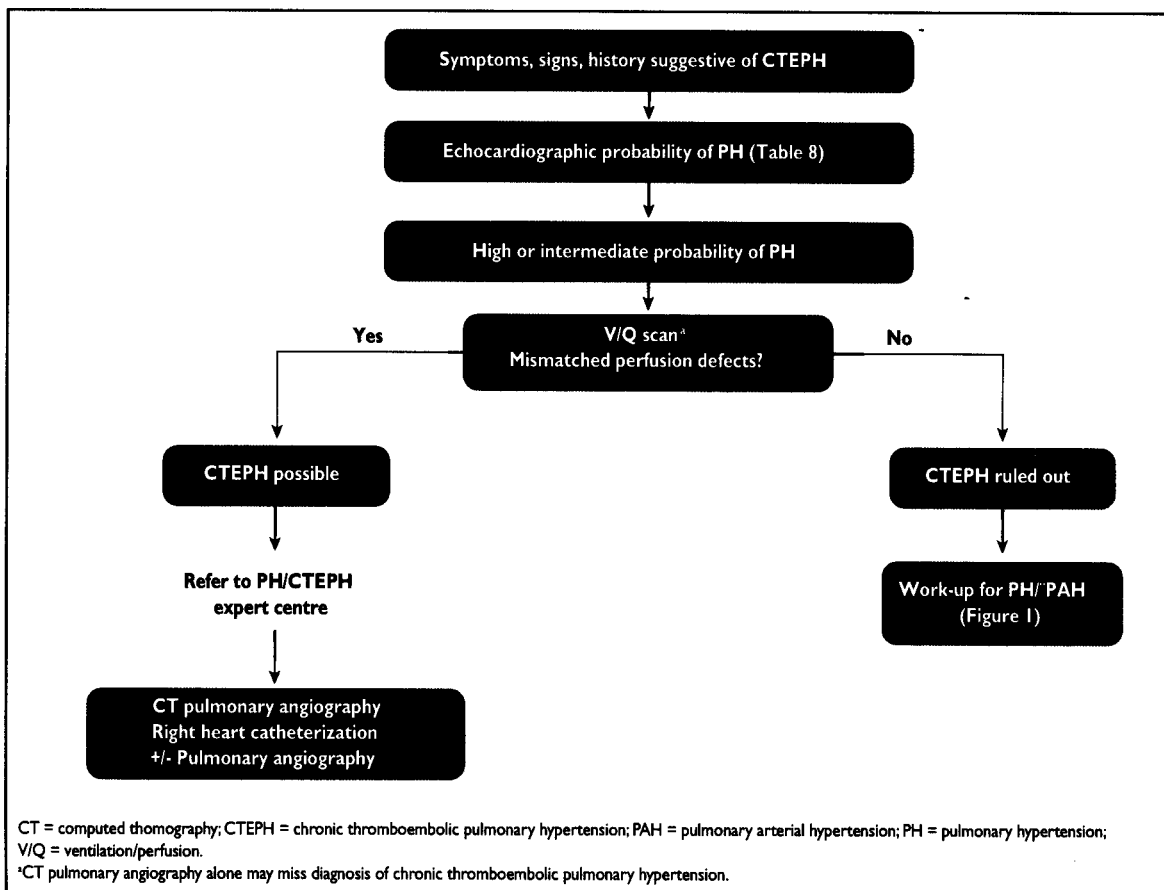 Symptoms, signs, history suggestive of CTEPH
Echocardiographic probability of PH (Table 8)
High or intermediate probability of PH
Yes
V/Q scanª
Mismatched perfusion defects?
No
CTEPH possible
CTEPH ruled out
Refer to PH/CTEPH
expert centre
Work-up for PH/PAH
(Figure 1)
CT pulmonary angiography
Right heart catheterization
+/- Pulmonary angiography
CT = computed thomography; CTEPH = chronic thromboembolic pulmonary hypertension; PAH = pulmonary arterial hypertension; PH = pulmonary hypertension;
V/Q = ventilation/perfusion.
ªCT pulmonary angiography alone may miss diagnosis of chronic thromboembolic pulmonary hypertension.